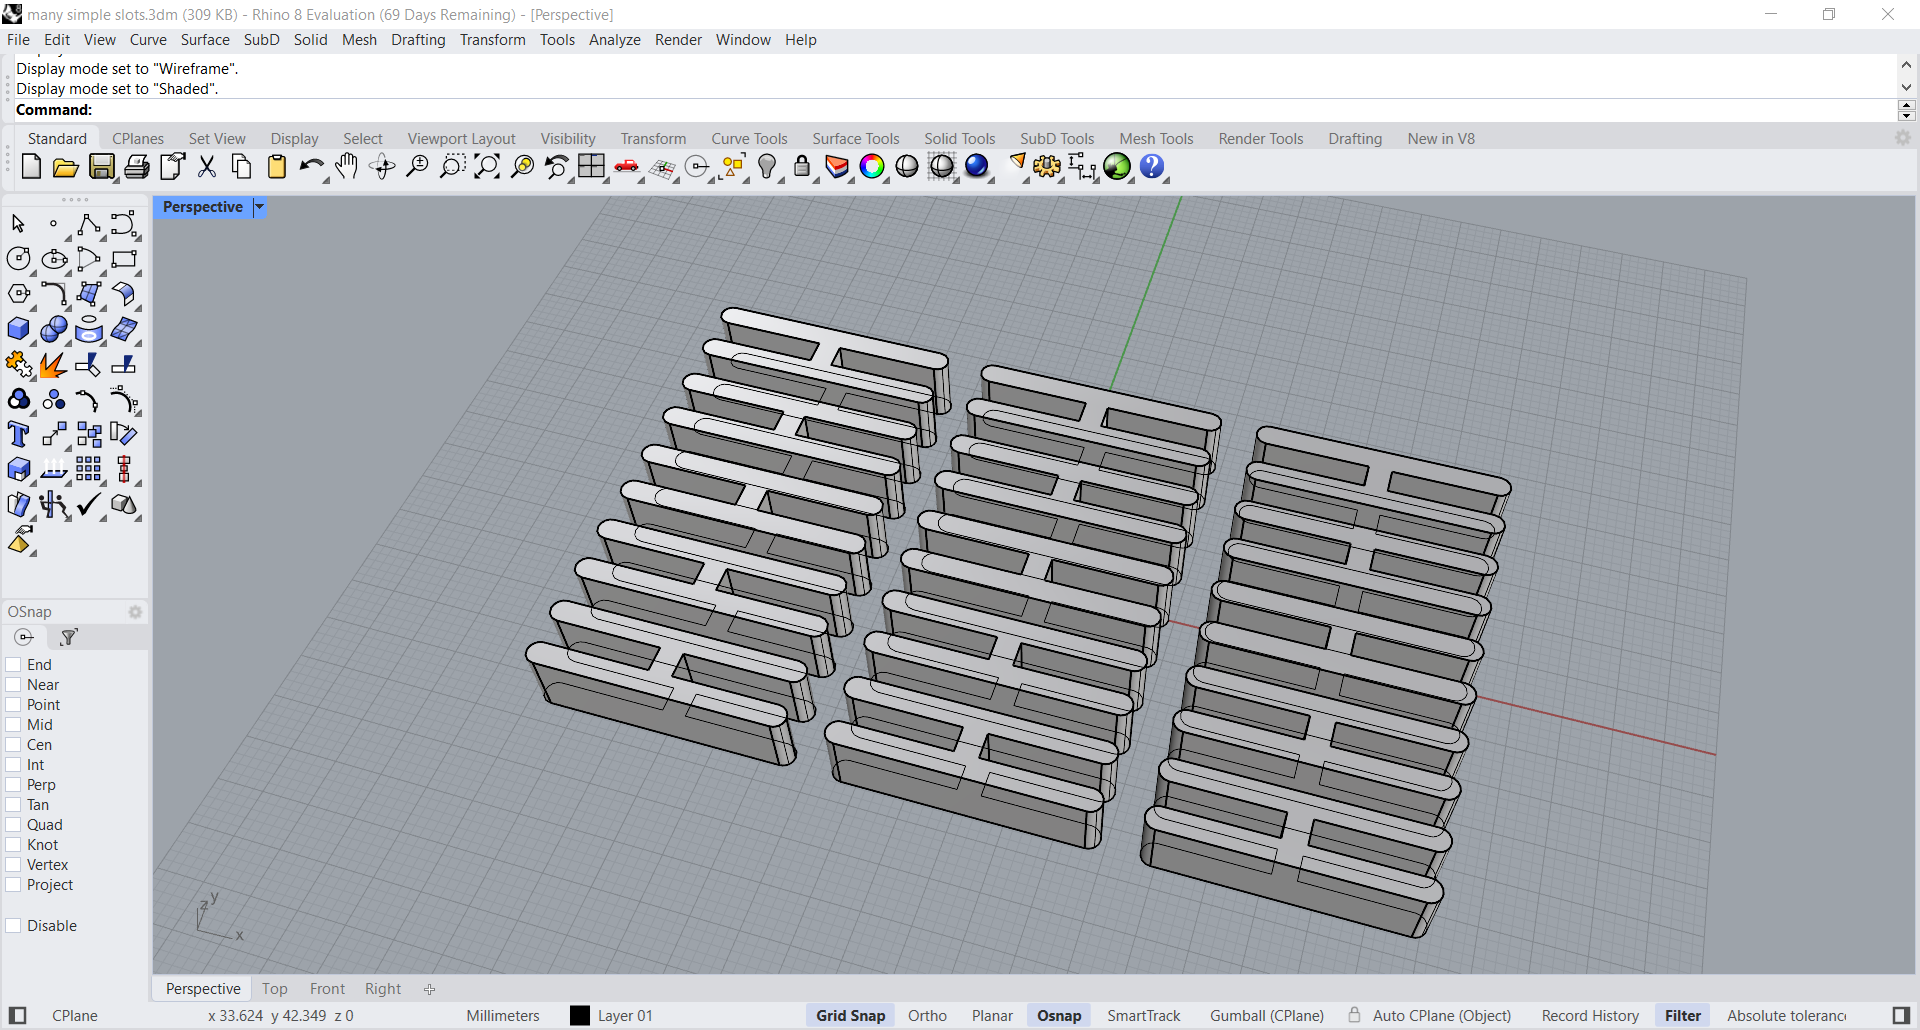 many simple slots.3dm (309 KB) - Rhino 8 Evaluation (69 Days Remaining) - [Perspective]
File Edit View Curve Surface SubD Solid Mesh Drafting Transform Tools Analyze Render Window Help
Display mode set to "Wireframe".
Display mode set to "Shaded".
Command:
Standard CPlanes Set View Display Select Viewport Layout Visibility Transform Curve Tools Surface Tools Solid Tools SubD Tools Mesh Tools Render Tools Drafting New in V8
Perspective
OSnap
End
Near
Point
Mid
Cen
Int
Perp
Tan
Quad
Knot
Vertex
Project
Disable
z y
x
Perspective Top Front Right
CPlane x 33.624 y 42.349 z 0 Millimeters Layer 01 Grid Snap Ortho Planar Osnap SmartTrack Gumball (CPlane) Auto CPlane (Object) Record History Filter Absolute toleranc